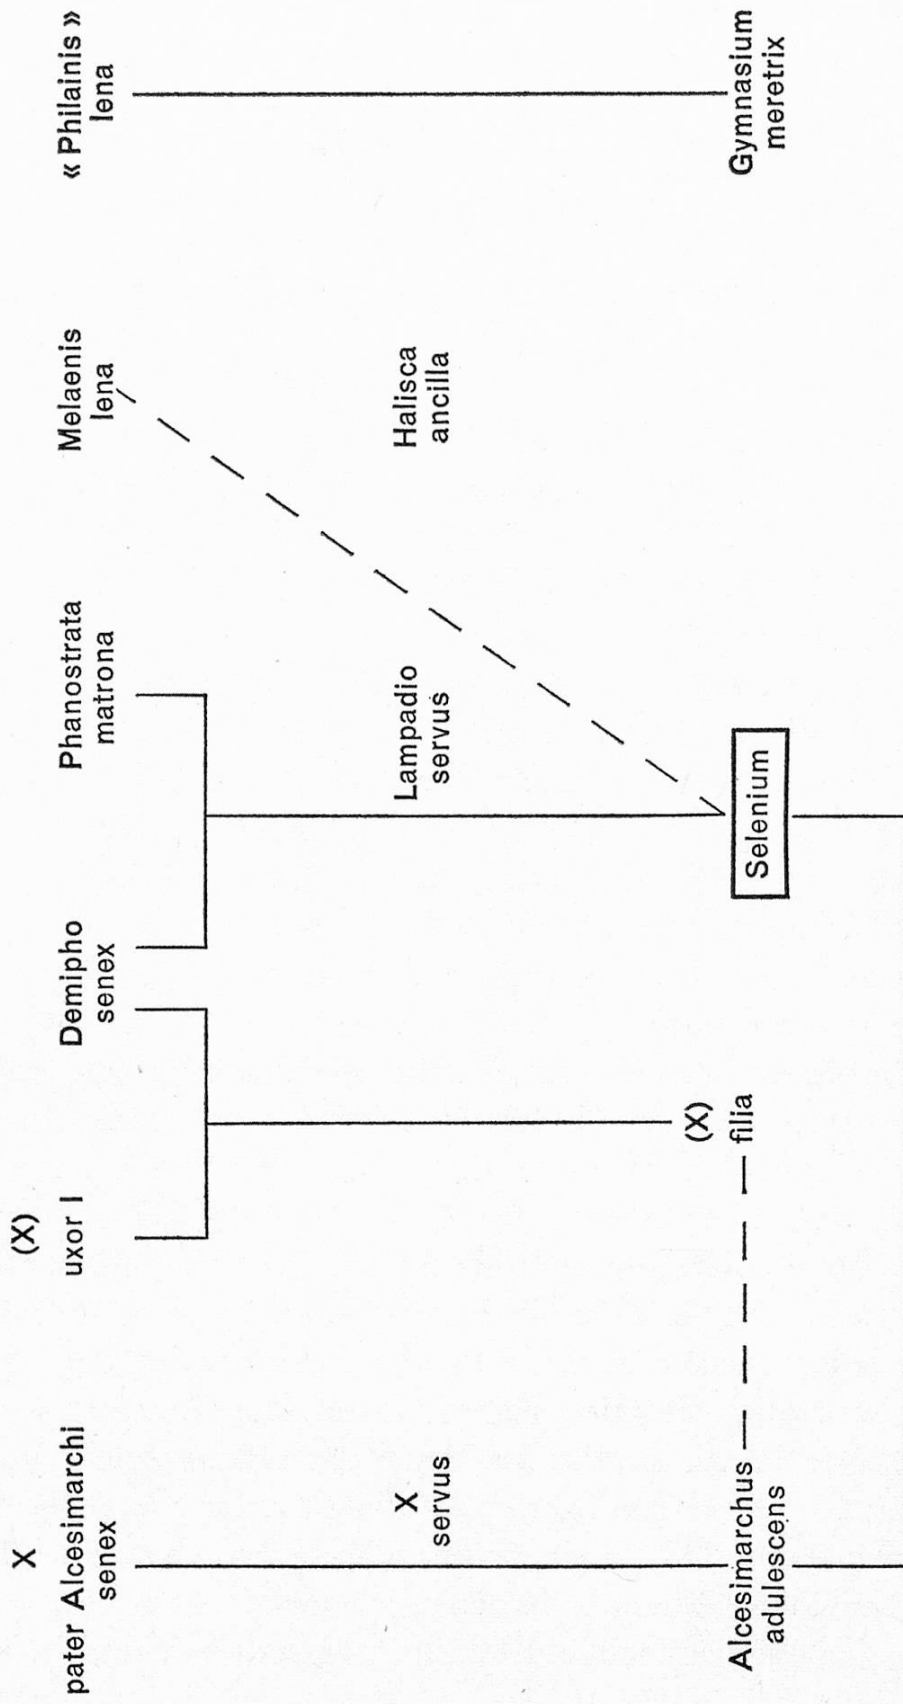 X
(X)
pater Alcesimarchi
senex
uxor I
Demipho
senex
Phanostrata
matrona
Melaenis
lena
« Philainis »
lena
X
servus
Lampadio
servus
Halisca
ancilla
(X)
filia
Alcesimarchus
adulescens
Selenium
Gymnasium
meretrix